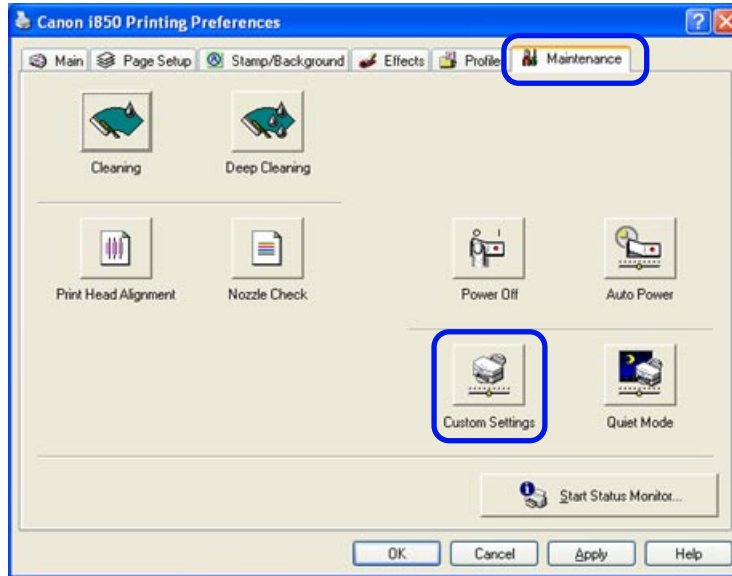 Canon i850 Printing Preferences
Main Page Setup Stamp/Background Effects Profile Maintenance
Cleaning Deep Cleaning
Print Head Alignment Nozzle Check Power Off Auto Power
Custom Settings Quiet Mode
Start Status Monitor...
OK Cancel Apply Help